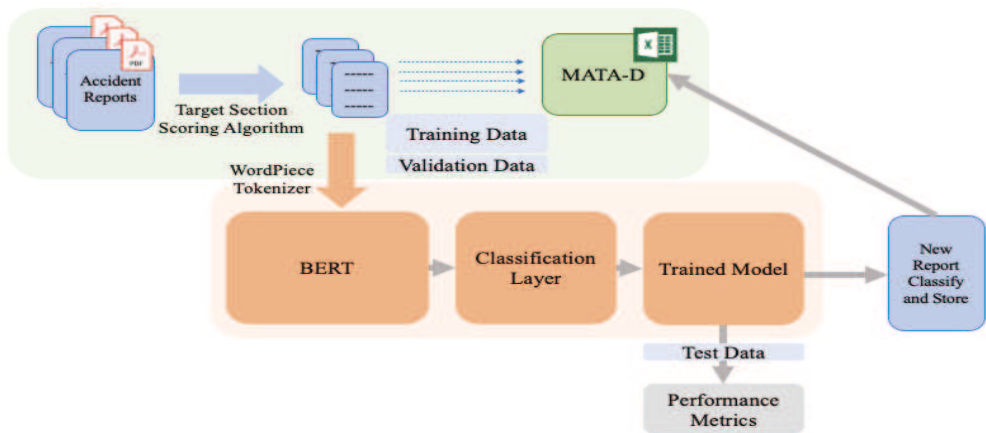 PDF
Accident
Reports
Target Section
Scoring Algorithm
MATA-D
X
Training Data
Validation Data
WordPiece
Tokenizer
BERT
Classification
Layer
Trained Model
New
Report
Classify
and Store
Test Data
Performance
Metrics